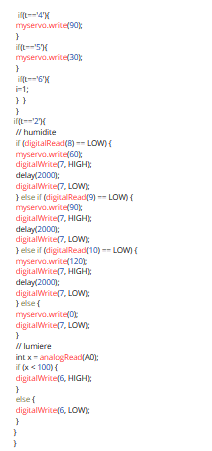 if(t=='4'){
myservo.write(90);
}
if(t=='5'){
myservo.write(30);
}
if(t=='6'){
i=1;
} }
}
if(t=='2'){
// humidite
if (digitalRead(8) == LOW) {
myservo.write(60);
digitalWrite(7, HIGH);
delay(2000);
digitalWrite(7, LOW);
} else if (digitalRead(9) == LOW) {
myservo.write(90);
digitalWrite(7, HIGH);
delay(2000);
digitalWrite(7, LOW);
} else if (digitalRead(10) == LOW) {
myservo.write(120);
digitalWrite(7, HIGH);
delay(2000);
digitalWrite(7, LOW);
} else {
myservo.write(0);
digitalWrite(7, LOW);
}
// lumiere
int x = analogRead(A0);
if (x < 100) {
digitalWrite(6, HIGH);
}
else {
digitalWrite(6, LOW);
}
}
}